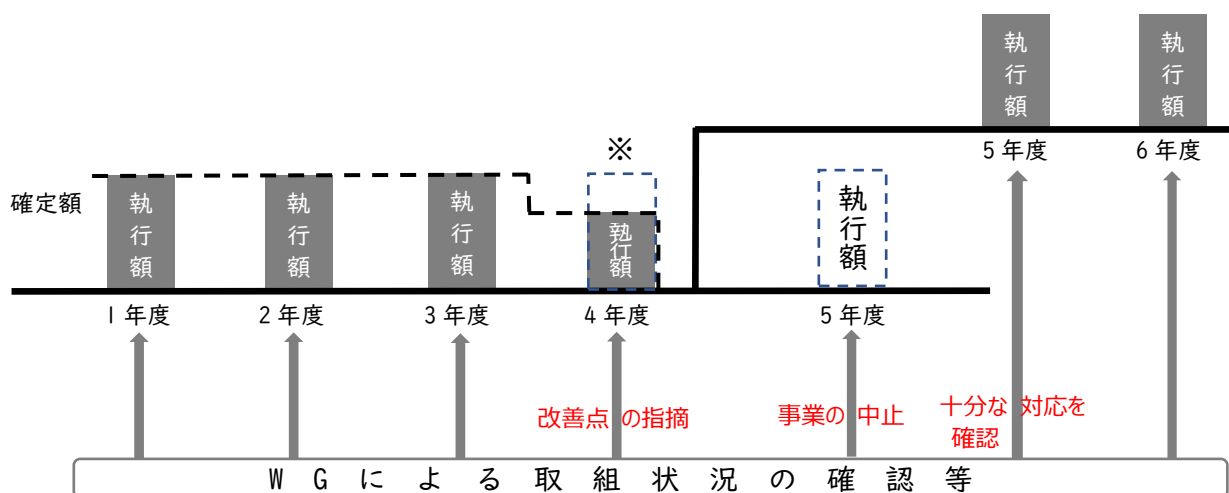 執行額
執行額
5年度
6年度
※
確定額
執行額
執行額
執行額
執行額
執行額
1年度
2年度
3年度
4年度
5年度
改善点の指摘
事業の中止
十分な対応を
確認
WGによる取組状況の確認等